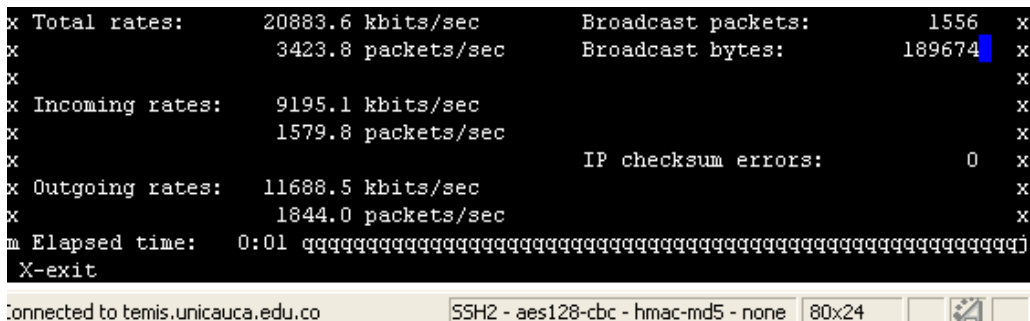 x Total rates: 20883.6 kbits/sec Broadcast packets: 1556 x
x 3423.8 packets/sec Broadcast bytes: 189674 x
x x
x Incoming rates: 9195.1 kbits/sec x
x 1579.8 packets/sec x
x IP checksum errors: 0 x
x Outgoing rates: 11688.5 kbits/sec x
x 1844.0 packets/sec x
m Elapsed time: 0:01 qqqqqqqqqqqqqqqqqqqqqqqqqqqqqqqqqqqqqqqqqqqqqqqqqqqqqqqqj
X-exit
Connected to temis.unicauca.edu.co SSH2 - aes128-cbc - hmac-md5 - none 80x24